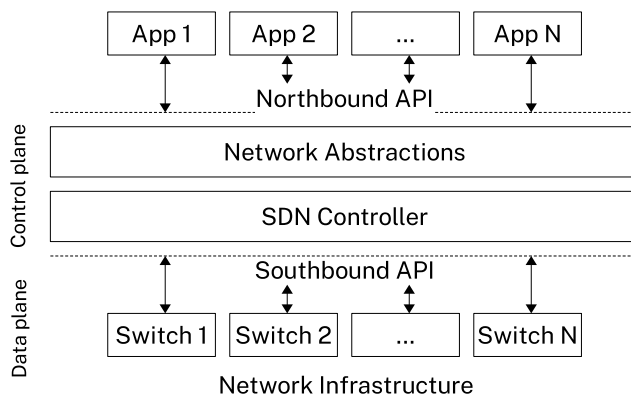 App 1
App 2
...
App N
Northbound API
Control plane
Network Abstractions
SDN Controller
Southbound API
Data plane
Switch 1
Switch 2
...
Switch N
Network Infrastructure